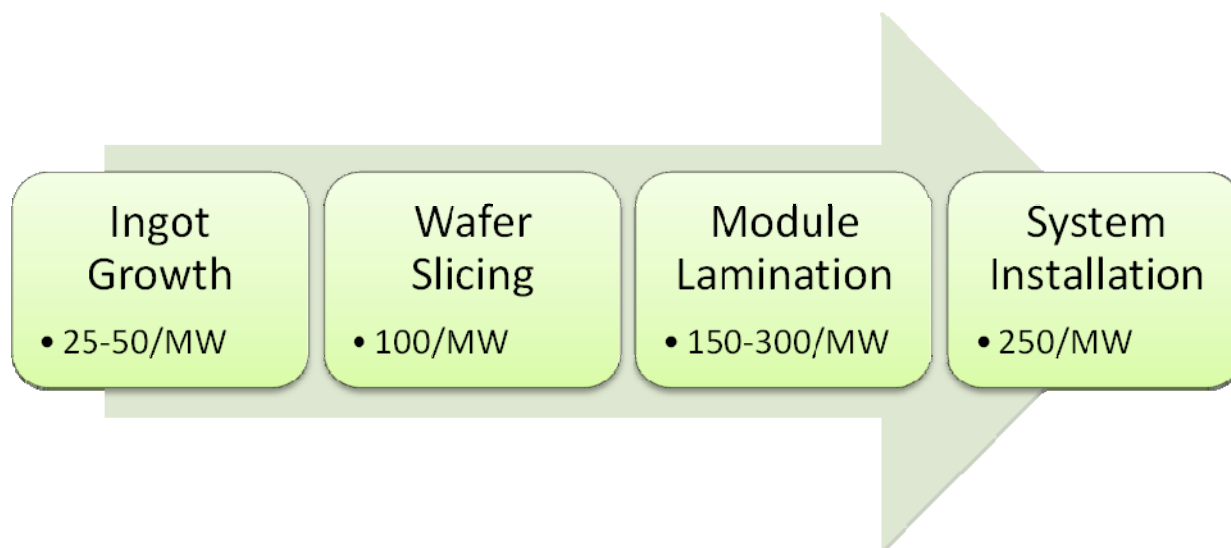 Ingot
Growth
• 25-50/MW
Wafer
Slicing
• 100/MW
Module
Lamination
• 150-300/MW
System
Installation
• 250/MW